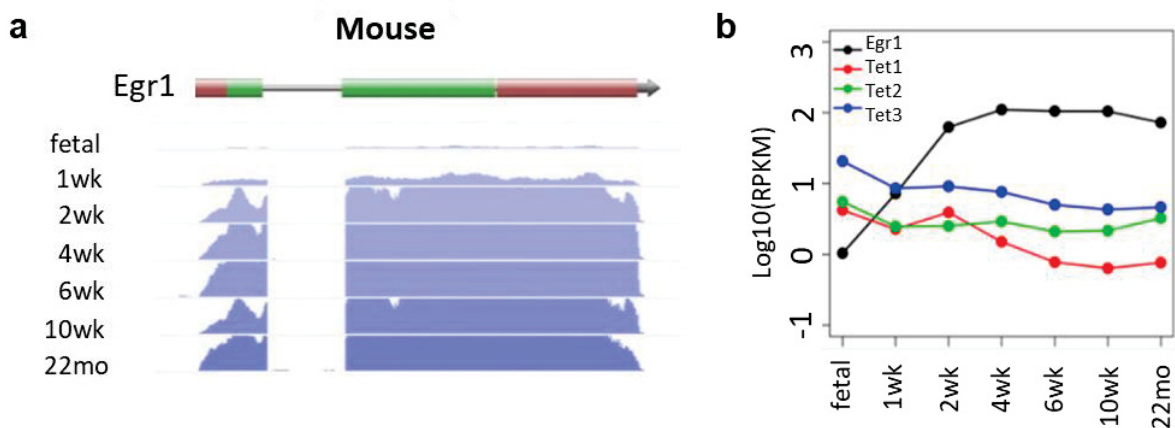 a
Mouse
Egr1
fetal
1wk
2wk
4wk
6wk
10wk
22mo
b
Log10(RPKM)
3
2
1
0
-1
Egr1
Tet1
Tet2
Tet3
fetal
1wk
2wk
4wk
6wk
10wk
22mo